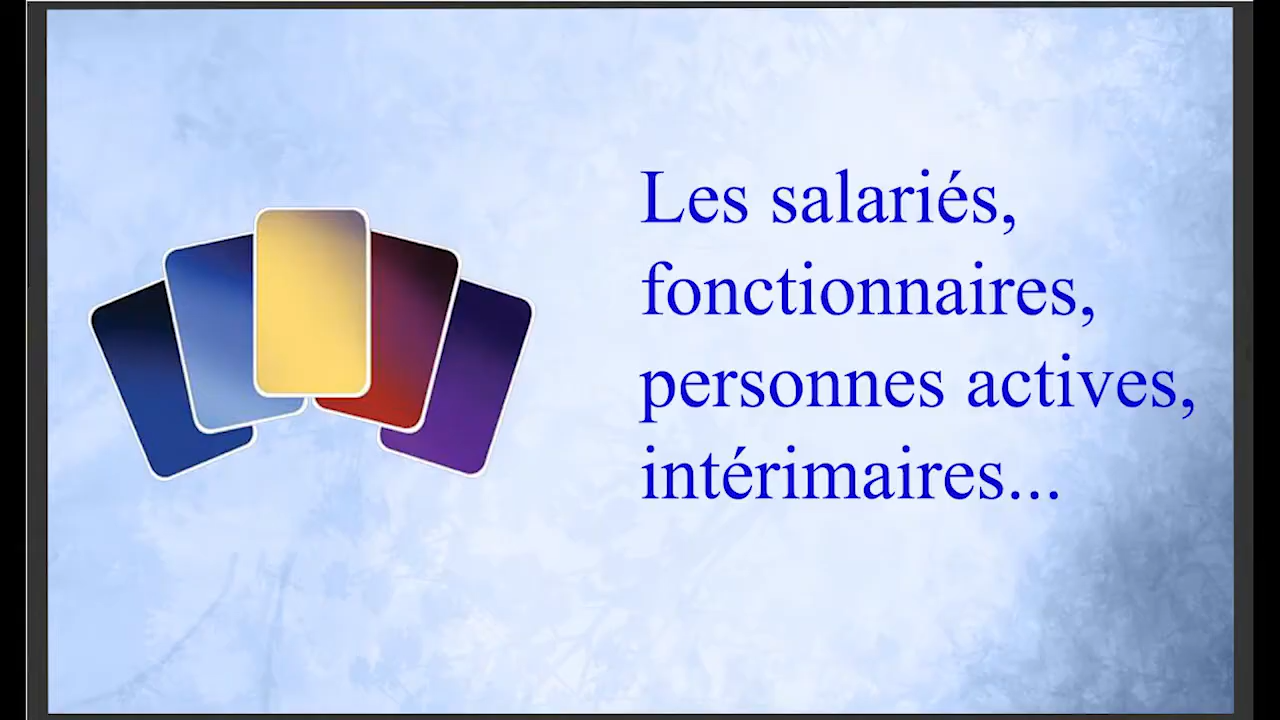 Les salariés,
fonctionnaires,
personnes actives,
intérimaires...